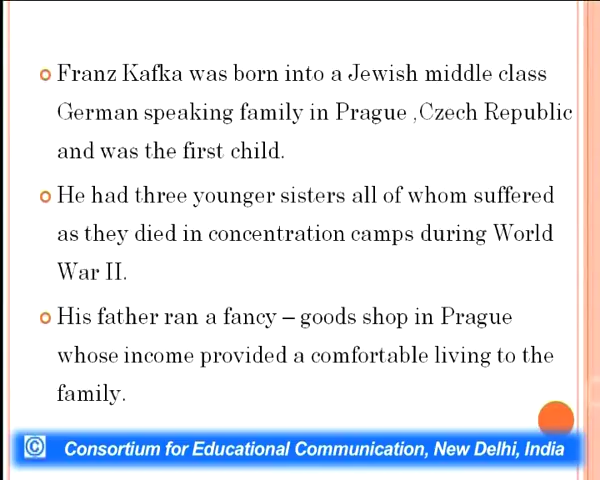 Franz Kafka was born into a Jewish middle class
German speaking family in Prague ,Czech Republic
and was the first child.
He had three younger sisters all of whom suffered
as they died in concentration camps during World
War II.
His father ran a fancy – goods shop in Prague
whose income provided a comfortable living to the
family.
© Consortium for Educational Communication, New Delhi, India